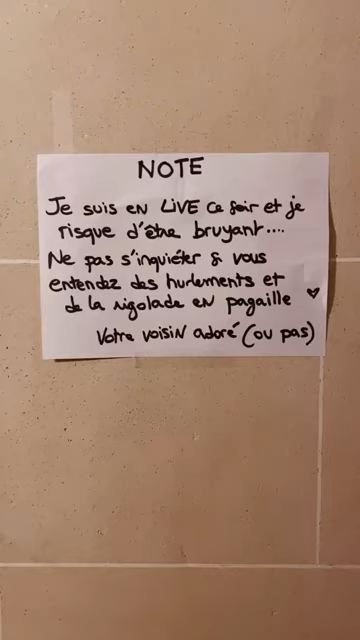 NOTE
Je suis en LIVE ce soir et je
risque d'être bruyant....
Ne pas s'inquiéter si vous
entendez des hurlements et
de la rigolade en pagaille ♡
Votre voisin adoré (ou pas)